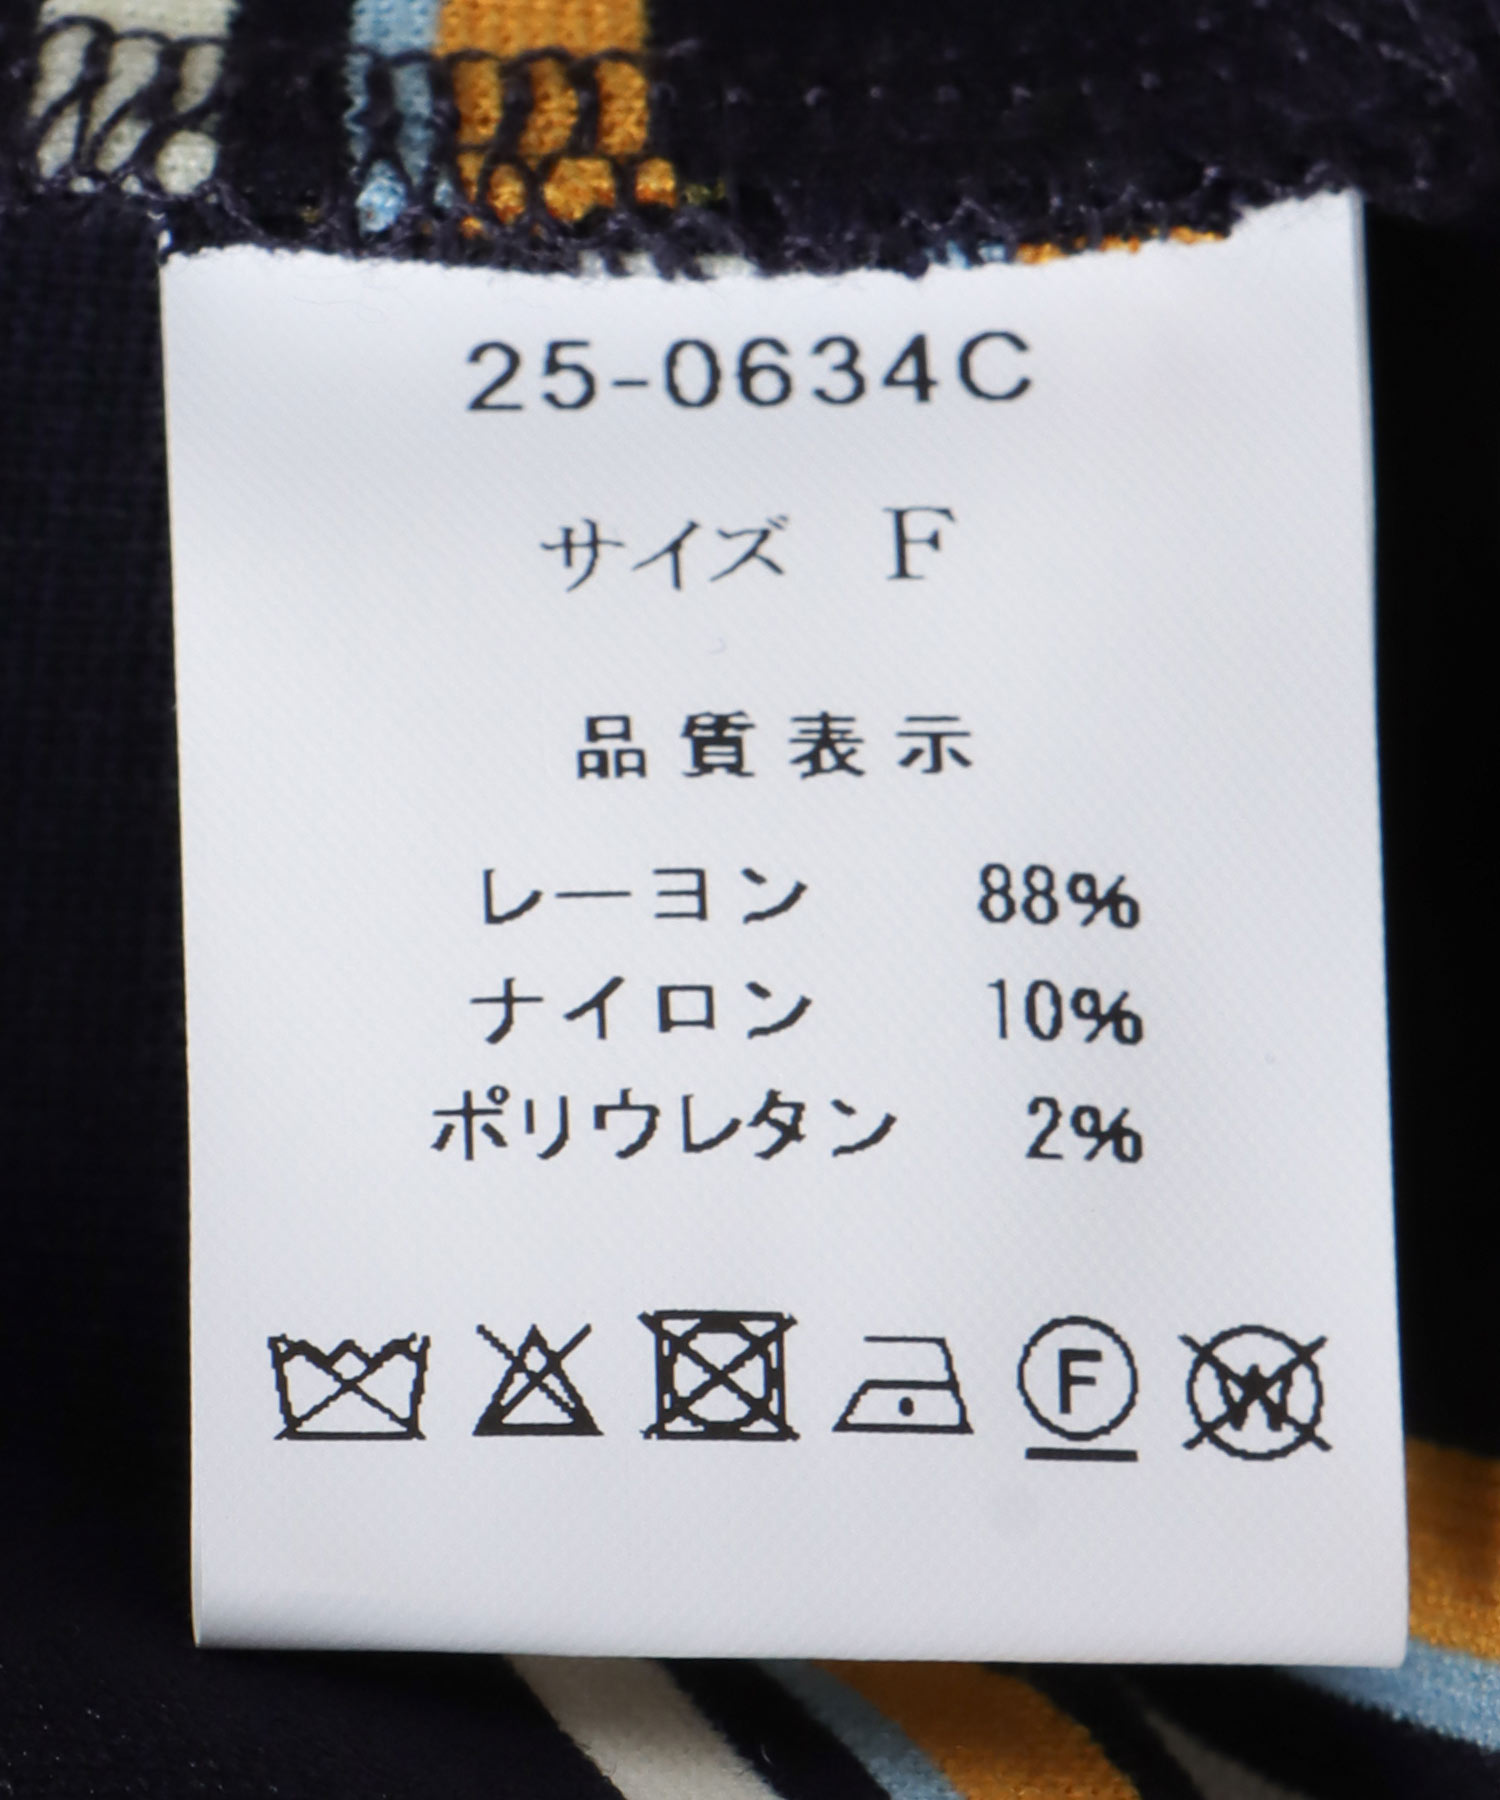 25-0634C
サイズ F
品質表示
レーヨン 88%
ナイロン 10%
ポリウレタン 2%
F W